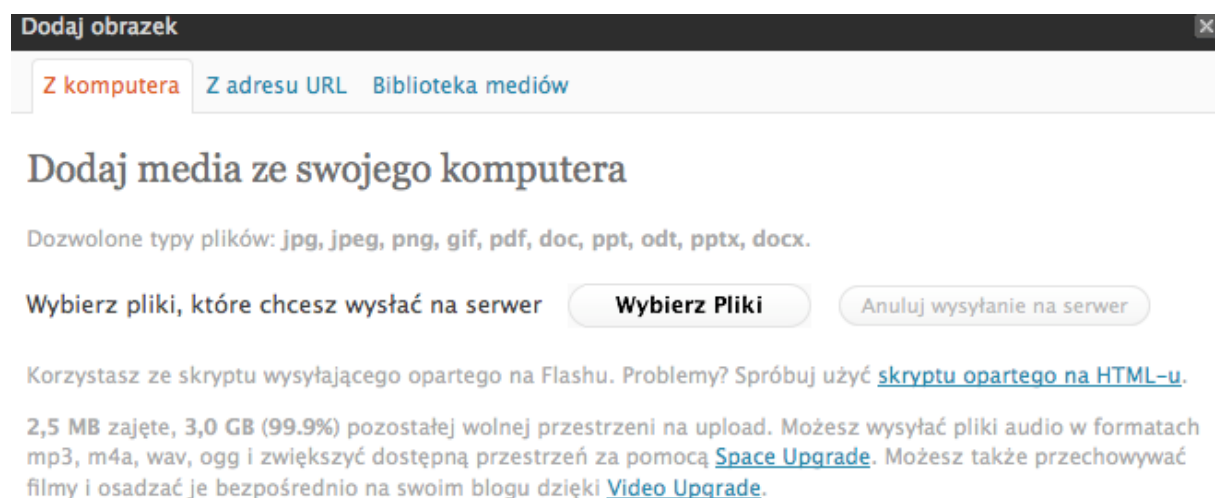 Dodaj obrazek
Z komputera Z adresu URL Biblioteka mediów
Dodaj media ze swojego komputera
Dozwolone typy plików: jpg, jpeg, png, gif, pdf, doc, ppt, odt, pptx, docx.
Wybierz pliki, które chcesz wysłać na serwer Wybierz Pliki Anuluj wysyłanie na serwer
Korzystasz ze skryptu wysyłającego opartego na Flashu. Problemy? Spróbuj użyć skryptu opartego na HTML-u.
2,5 MB zajęte, 3,0 GB (99.9%) pozostałej wolnej przestrzeni na upload. Możesz wysyłać pliki audio w formatach
mp3, m4a, wav, ogg i zwiększyć dostępną przestrzeń za pomocą Space Upgrade. Możesz także przechowywać
filmy i osadzać je bezpośrednio na swoim blogu dzięki Video Upgrade.